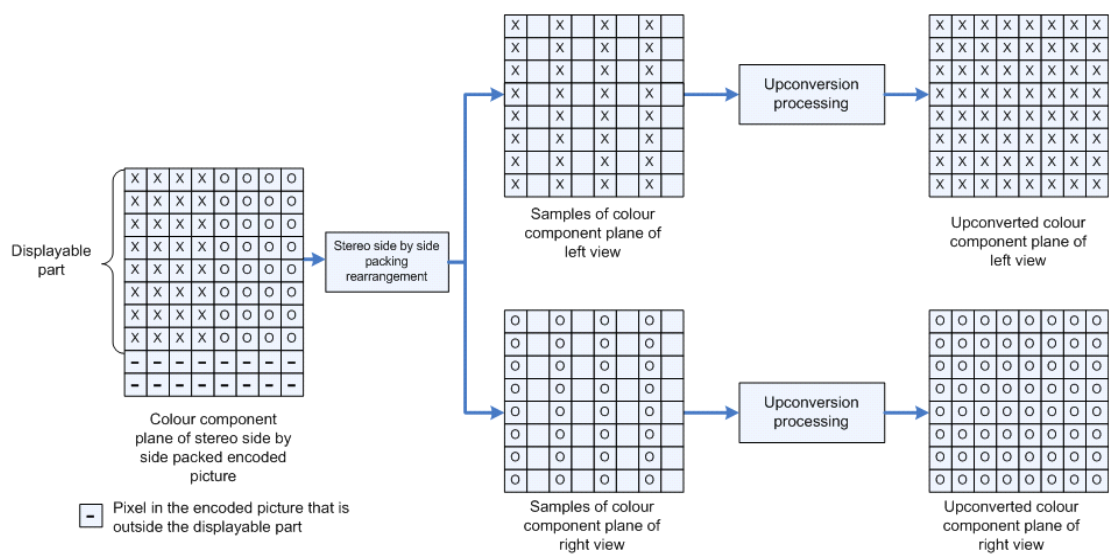 X X X X
X X X X
X X X X
X X X X
X X X X
X X X X
X X X X
X X X X
Upconversion
processing
X X X X X X X X
X X X X X X X X
X X X X X X X X
X X X X X X X X
X X X X X X X X
X X X X X X X X
X X X X X X X X
X X X X X X X X
Samples of colour
component plane of
left view
Upconverted colour
component plane of
left view
Displayable
part
X X X X O O O O
X X X X O O O O
X X X X O O O O
X X X X O O O O
X X X X O O O O
X X X X O O O O
X X X X O O O O
X X X X O O O O
– – – – – – – –
– – – – – – – –
Stereo side by side
packing
rearrangement
Colour component
plane of stereo side by
side packed encoded
picture
– Pixel in the encoded picture that is
outside the displayable part
O O O O
O O O O
O O O O
O O O O
O O O O
O O O O
O O O O
O O O O
Upconversion
processing
O O O O O O O O
O O O O O O O O
O O O O O O O O
O O O O O O O O
O O O O O O O O
O O O O O O O O
O O O O O O O O
O O O O O O O O
Samples of colour
component plane of
right view
Upconverted colour
component plane of
right view